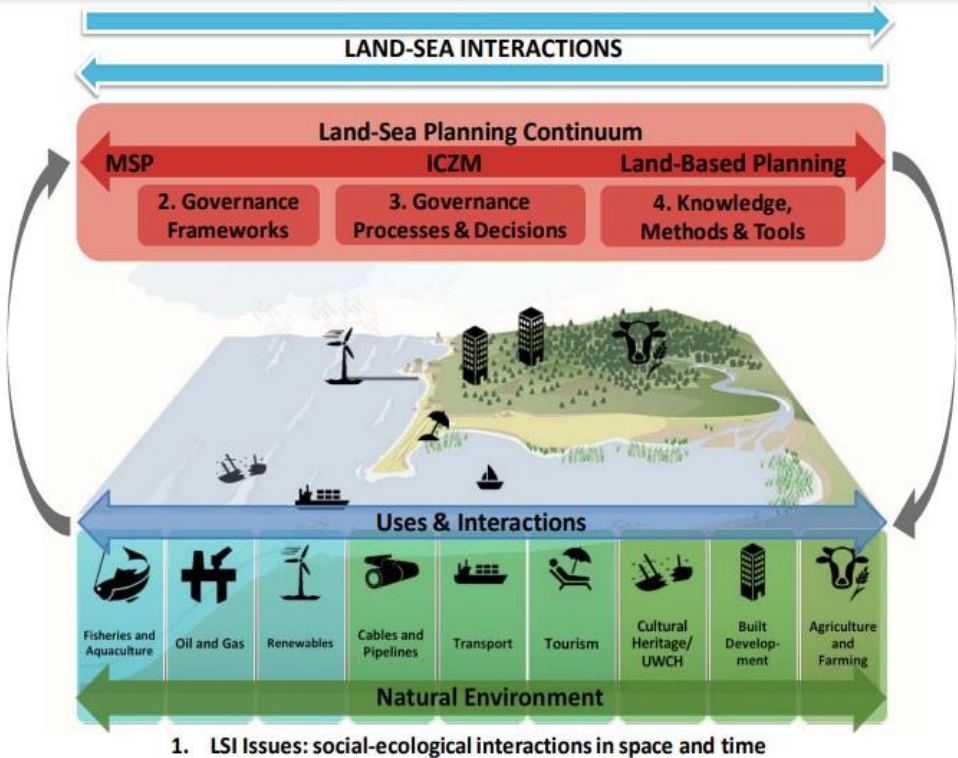 LAND-SEA INTERACTIONS
Land-Sea Planning Continuum
MSP ICZM Land-Based Planning
2. Governance
Frameworks
3. Governance
Processes & Decisions
4. Knowledge,
Methods & Tools
Uses & Interactions
Fisheries and
Aquaculture
Oil and Gas
Renewables
Cables and
Pipelines
Transport
Tourism
Cultural
Heritage/
UWCH
Built
Develop-
ment
Agriculture
and
Farming
Natural Environment
1. LSI Issues: social-ecological interactions in space and time